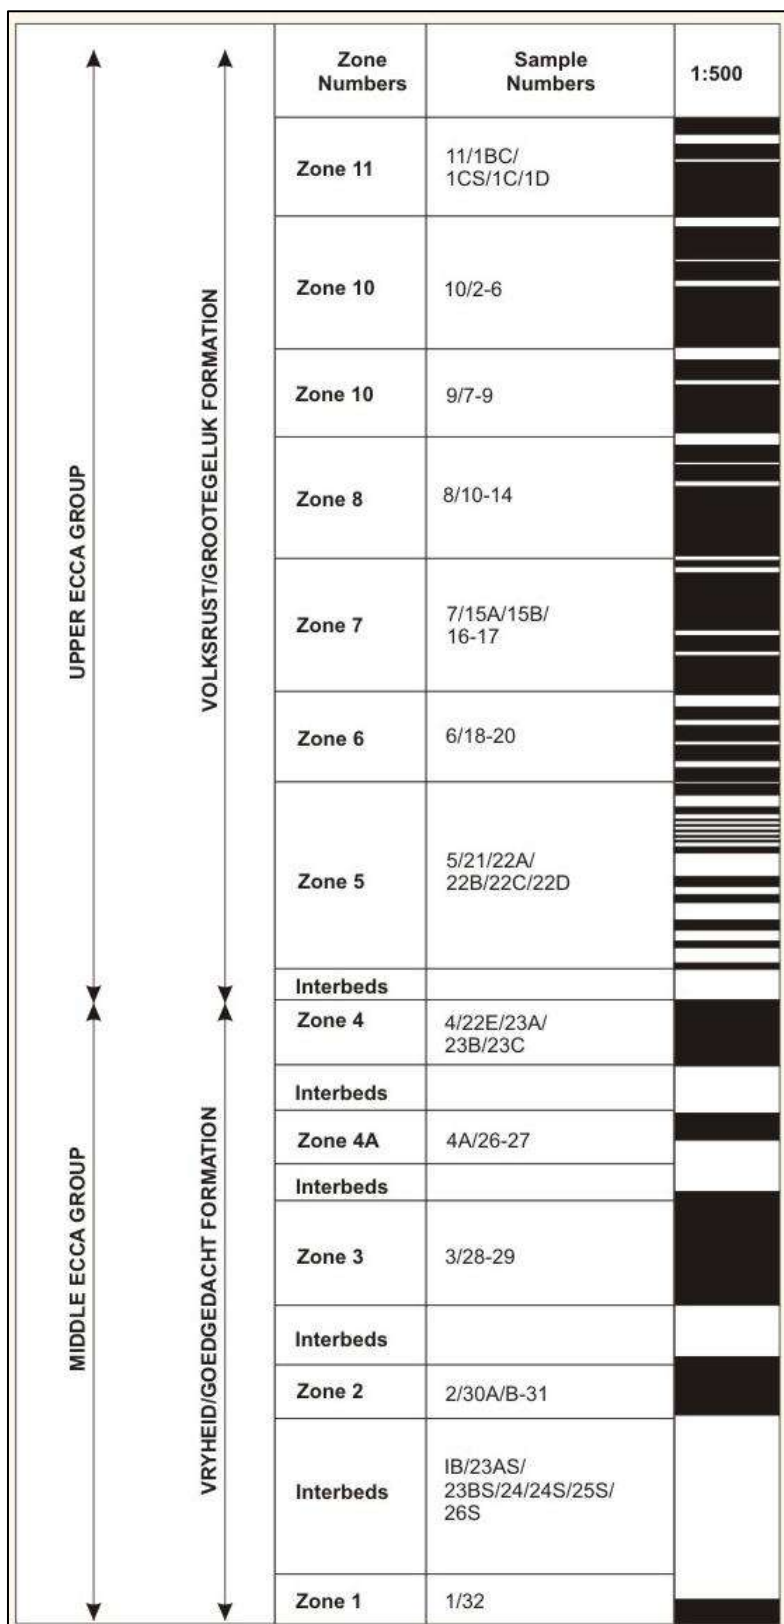 Zone
Numbers
Sample
Numbers
1:500
UPPER ECCA GROUP
VOLKSRUST/GROOTEGELUK FORMATION
Zone 11
11/1BC/
1CS/1C/1D
Zone 10
10/2-6
Zone 10
9/7-9
Zone 8
8/10-14
Zone 7
7/15A/15B/
16-17
Zone 6
6/18-20
Zone 5
5/21/22A/
22B/22C/22D
Interbeds
MIDDLE ECCA GROUP
VRYHEID/GOEDGEDACHT FORMATION
Zone 4
4/22E/23A/
23B/23C
Interbeds
Zone 4A
4A/26-27
Interbeds
Zone 3
3/28-29
Interbeds
Zone 2
2/30A/B-31
Interbeds
IB/23AS/
23BS/24/24S/25S/
26S
Zone 1
1/32